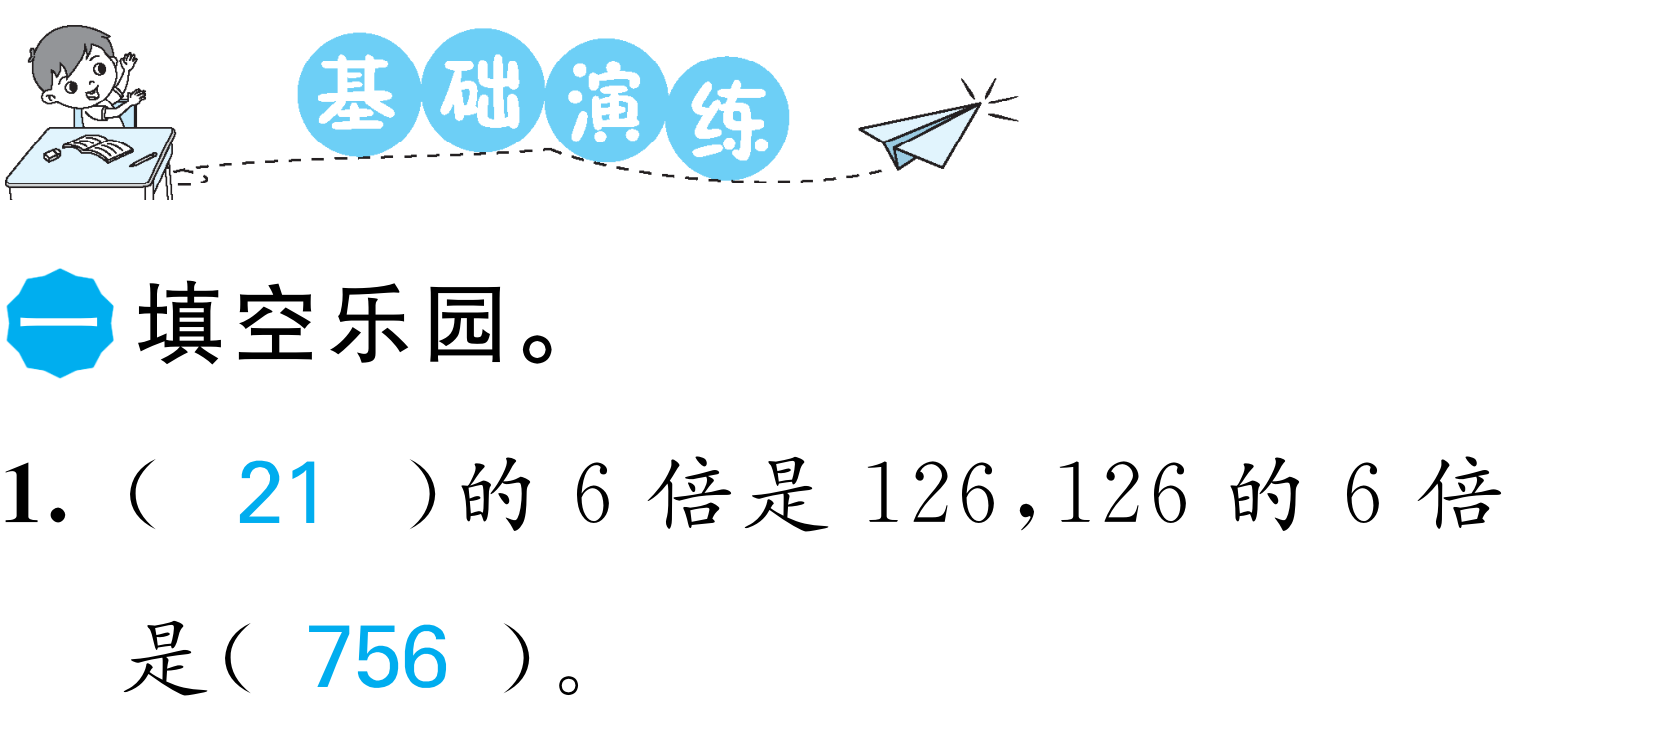 基础演练
一 填空乐园。
1. ( 21 )的 6 倍是 126,126 的 6 倍
是( 756 )。